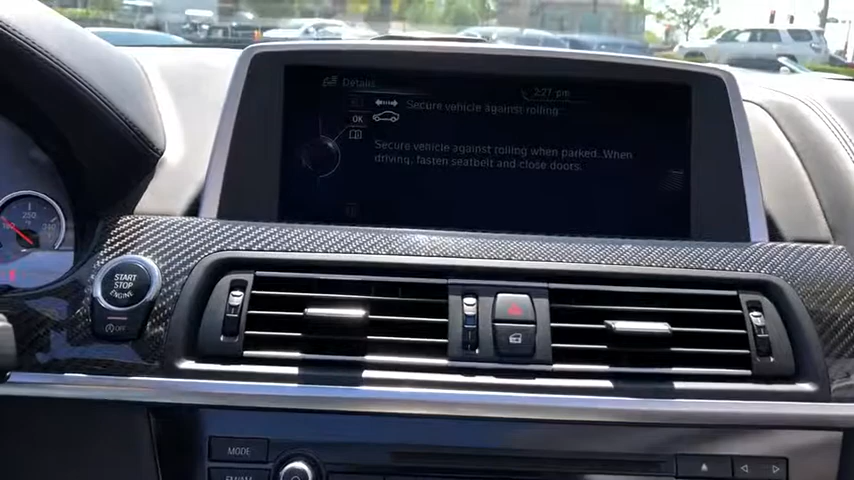 Details
2:27 pm
Secure vehicle against rolling
OK
Secure vehicle against rolling when parked. When
driving, fasten seatbelt and close doors.
START
STOP
ENGINE
OFF
MODE